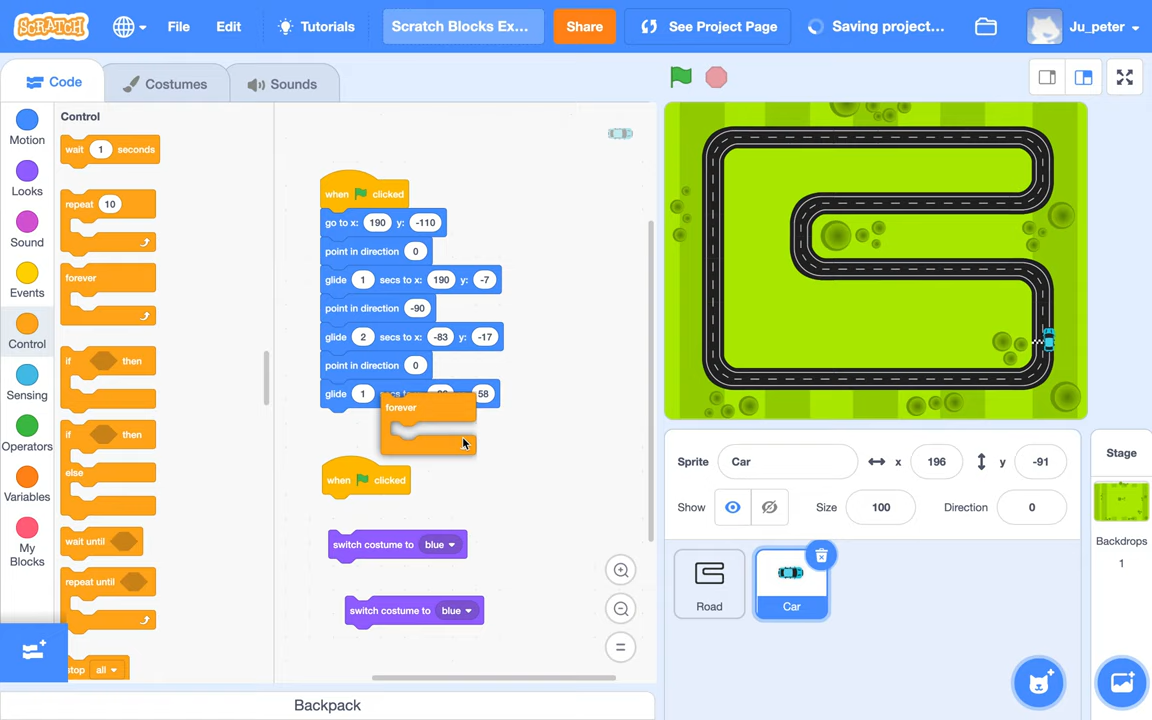 SCRATCH File Edit Tutorials Scratch Blocks Ex... Share See Project Page Saving project... Ju_peter
Code Costumes Sounds
Motion
Looks
Sound
Events
Control
Sensing
Operators
Variables
My
Blocks
Control
wait 1 seconds
repeat 10
forever
if then
if then
else
wait until
repeat until
stop all
when clicked
go to x: 190 y: -110
point in direction 0
glide 1 secs to x: 190 y: -7
point in direction -90
glide 2 secs to x: -83 y: -17
point in direction 0
glide 1 58
forever
when clicked
switch costume to blue
switch costume to blue
Backpack
Sprite Car x 196 y -91
Show Size 100 Direction 0
Road
Car
Stage
Backdrops
1